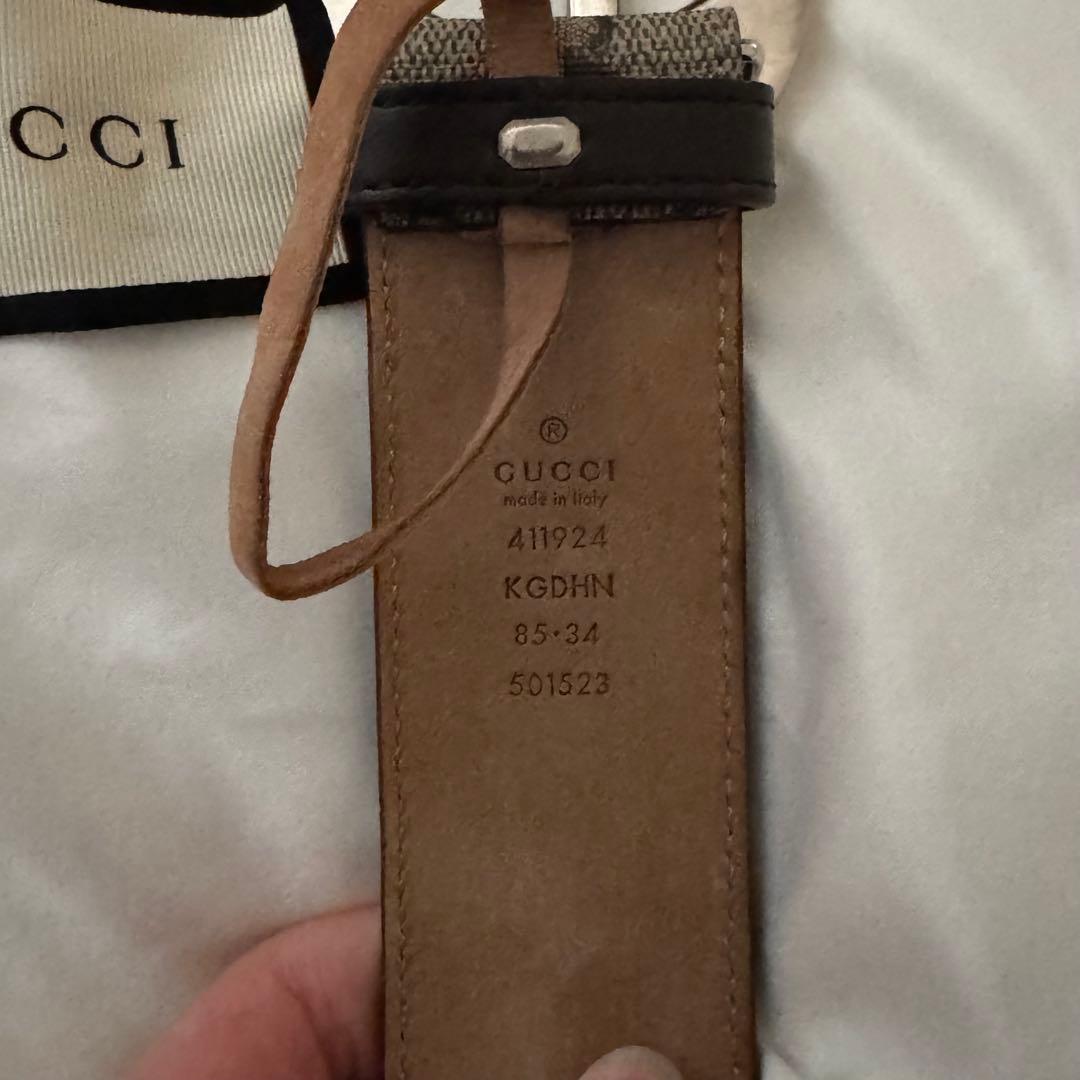 CCI
®
GUCCI
made in italy
411924
KGDHN
85·34
501523